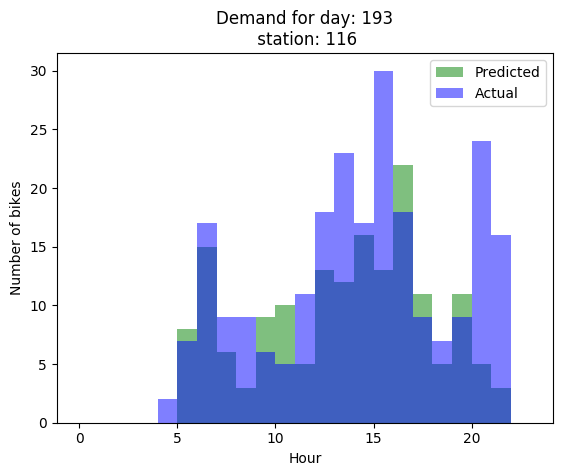 Demand for day: 193
station: 116
Predicted
Actual
Number of bikes
30
25
20
15
10
5
0
0
5
10
15
20
Hour